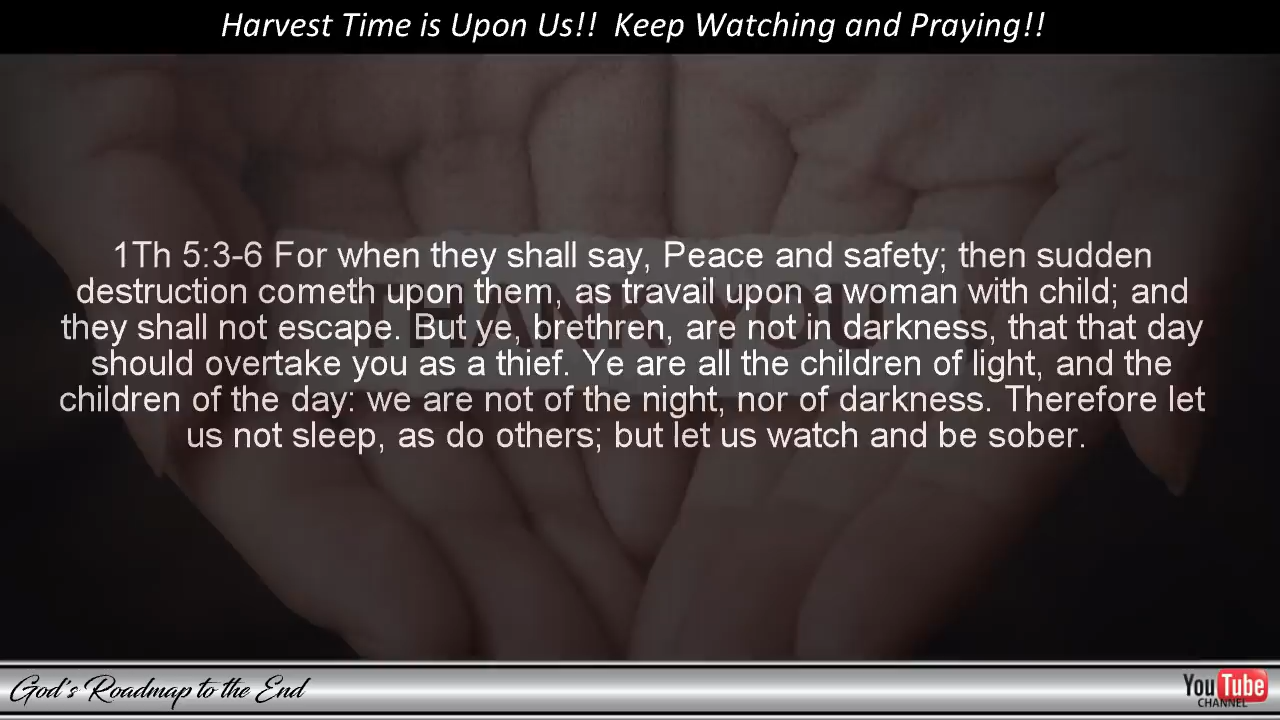 Harvest Time is Upon Us!!  Keep Watching and Praying!!
THANK YOU
1Th 5:3-6 For when they shall say, Peace and safety; then sudden
destruction cometh upon them, as travail upon a woman with child; and
they shall not escape. But ye, brethren, are not in darkness, that that day
should overtake you as a thief. Ye are all the children of light, and the
children of the day: we are not of the night, nor of darkness. Therefore let
us not sleep, as do others; but let us watch and be sober.
God's Roadmap to the End
YouTube
CHANNEL